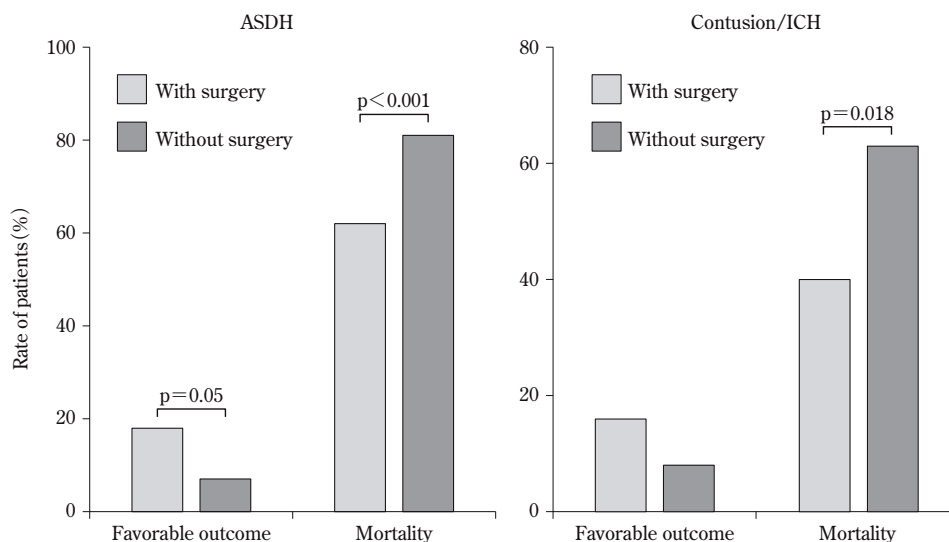 ASDH
100
80
60
40
20
0
Rate of patients (%)
With surgery
Without surgery
p=0.05
p<0.001
Favorable outcome
Mortality
Contusion/ICH
80
60
40
20
0
With surgery
Without surgery
p=0.018
Favorable outcome
Mortality